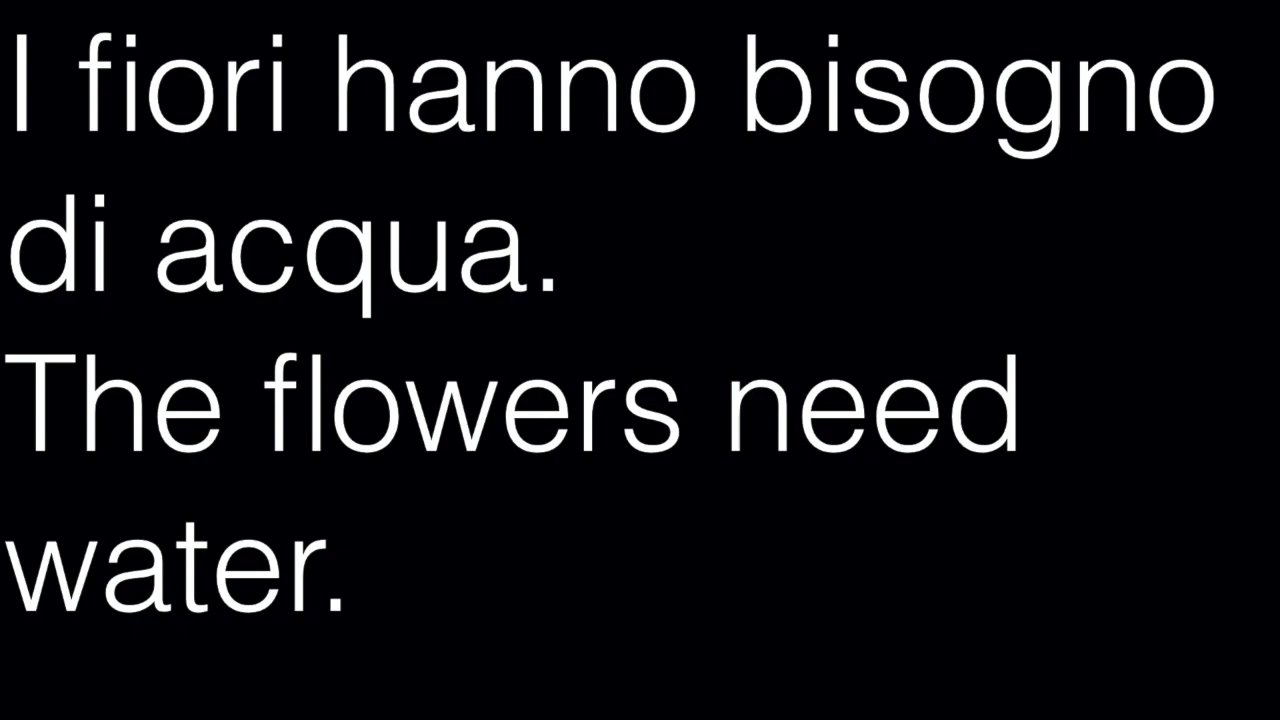 I fiori hanno bisogno
di acqua.
The flowers need
water.